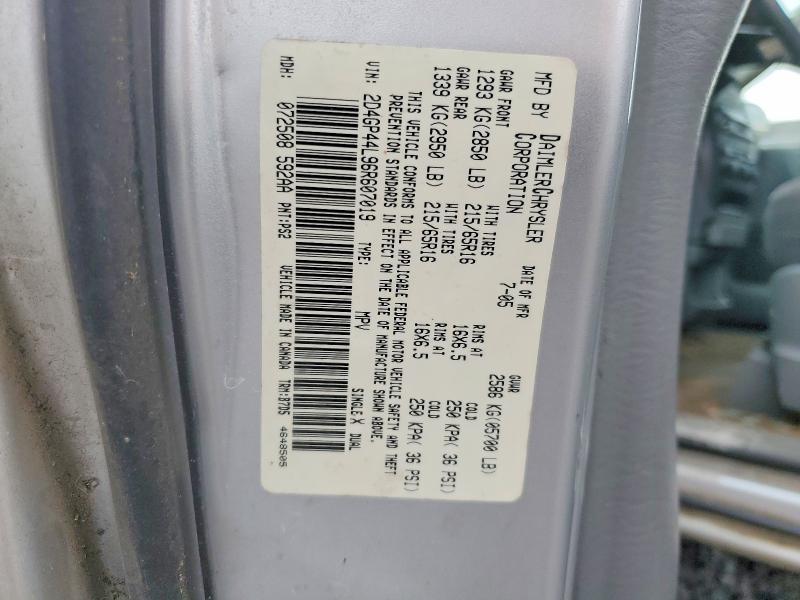 MFD BY DAIMLERCHRYSLER CORPORATION
DATE OF MFR 7-05
GVWR 2586 KG(05700 LB)
GAWR FRONT WITH TIRES RIMS AT COLD
1293 KG(2850 LB) 215/65R16 16X6.5 250 KPA( 36 PSI)
GAWR REAR WITH TIRES RIMS AT COLD
1339 KG(2950 LB) 215/65R16 16X6.5 250 KPA( 36 PSI)
THIS VEHICLE CONFORMS TO ALL APPLICABLE FEDERAL MOTOR VEHICLE SAFETY AND THEFT
PREVENTION STANDARDS IN EFFECT ON THE DATE OF MANUFACTURE SHOWN ABOVE.
VIN: 2D4GP44L96R607019 TYPE: MPV SINGLE X DUAL
MDH: 072508 592AA PNT:PS2 VEHICLE MADE IN CANADA TRM:B7D5 4648505